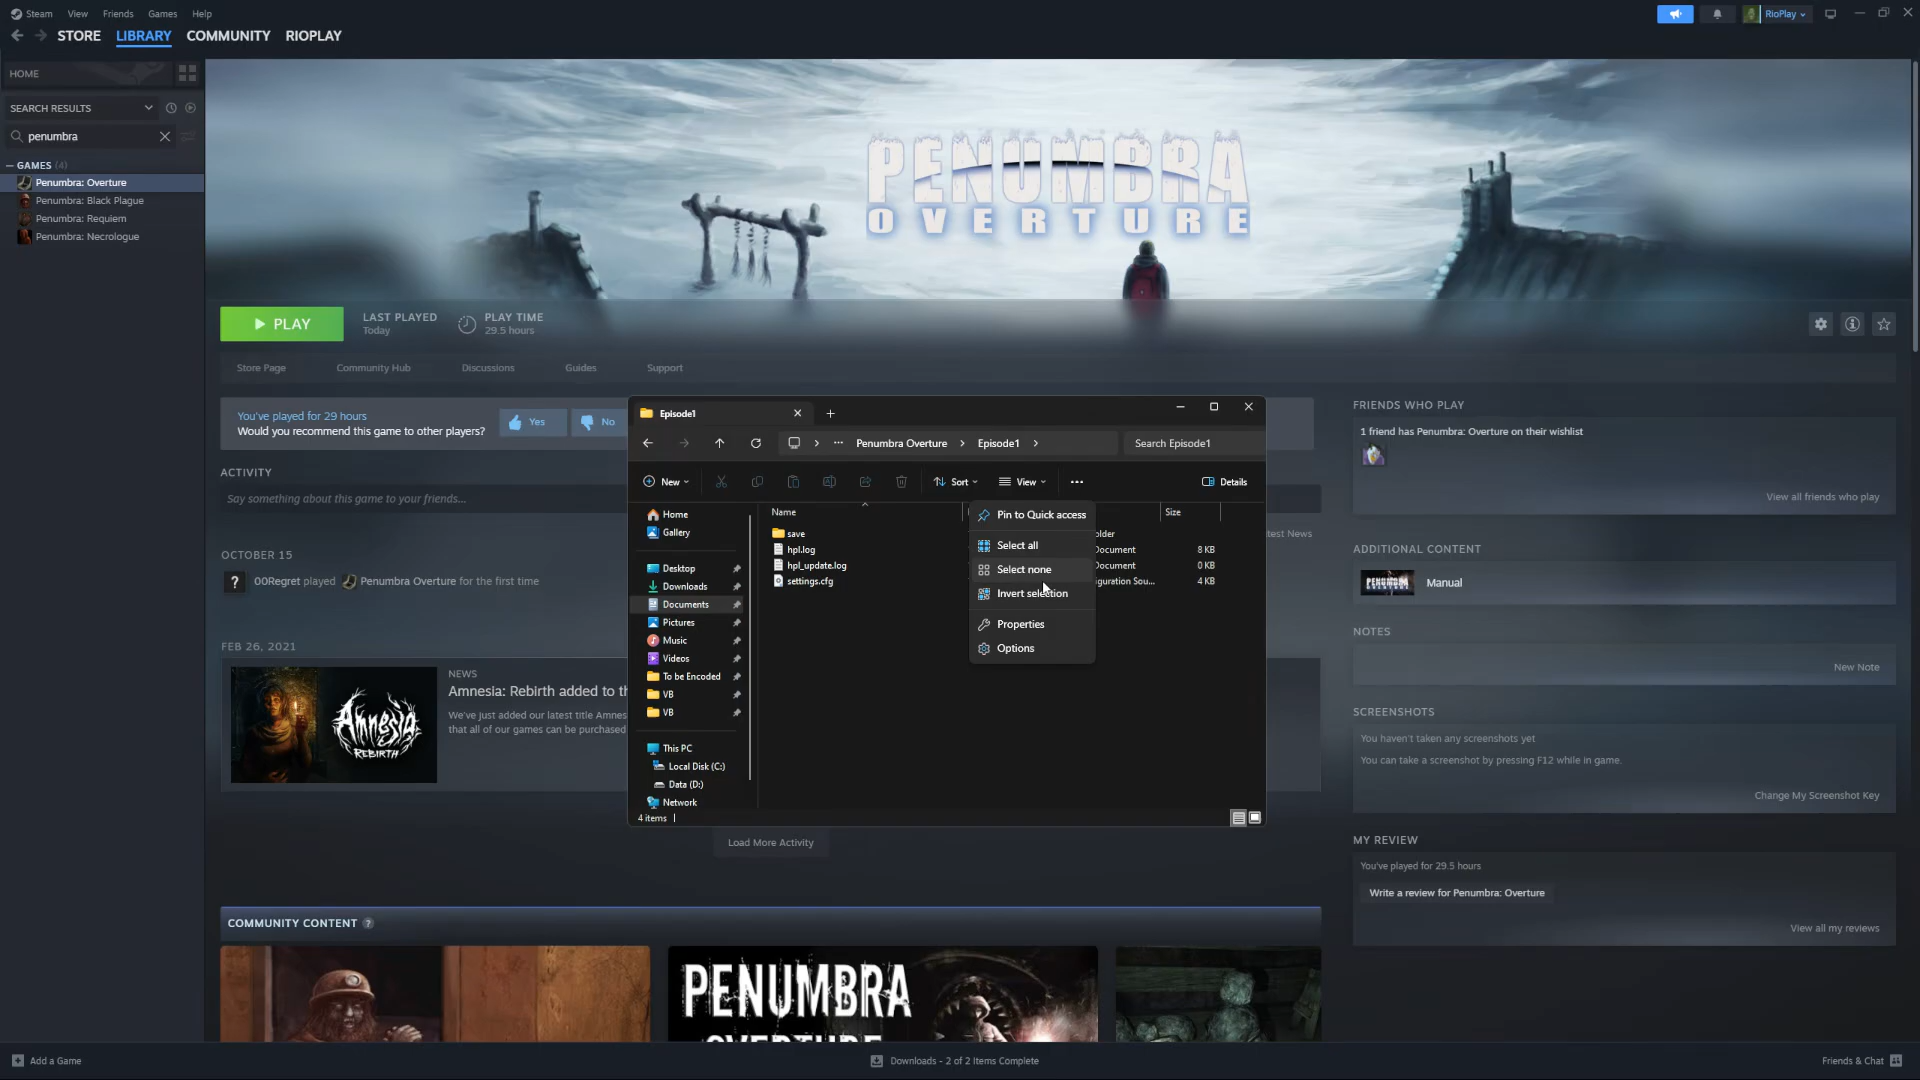 Steam View Friends Games Help
RioPlay
STORE LIBRARY COMMUNITY RIOPLAY
HOME
SEARCH RESULTS
penumbra
GAMES (4)
Penumbra: Overture
Penumbra: Black Plague
Penumbra: Requiem
Penumbra: Necrologue
PENUMBRA
OVERTURE
PLAY
LAST PLAYED
Today
PLAY TIME
29.5 hours
Store Page Community Hub Discussions Guides Support
You've played for 29 hours
Would you recommend this game to other players?
Yes No
ACTIVITY
Say something about this game to your friends...
test News
OCTOBER 15
? 00Regret played Penumbra Overture for the first time
FEB 26, 2021
NEWS
Amnesia: Rebirth added to th
We've just added our latest title Amnes
that all of our games can be purchased
Amnesia
REBIRTH
Load More Activity
COMMUNITY CONTENT ?
PENUMBRA
OVERTURE
Episode1
Penumbra Overture Episode1
Search Episode1
New Sort View Details
Home
Gallery
Desktop
Downloads
Documents
Pictures
Music
Videos
To be Encoded
VB
VB
This PC
Local Disk (C:)
Data (D:)
Network
4 items
Name Size
save older
hpl.log Document 8 KB
hpl_update.log Document 0 KB
settings.cfg iguration Sou... 4 KB
Pin to Quick access
Select all
Select none
Invert selection
Properties
Options
FRIENDS WHO PLAY
1 friend has Penumbra: Overture on their wishlist
View all friends who play
ADDITIONAL CONTENT
PENUMBRA
Manual
NOTES
New Note
SCREENSHOTS
You haven't taken any screenshots yet
You can take a screenshot by pressing F12 while in game.
Change My Screenshot Key
MY REVIEW
You've played for 29.5 hours
Write a review for Penumbra: Overture
View all my reviews
Add a Game
Downloads - 2 of 2 Items Complete
Friends & Chat